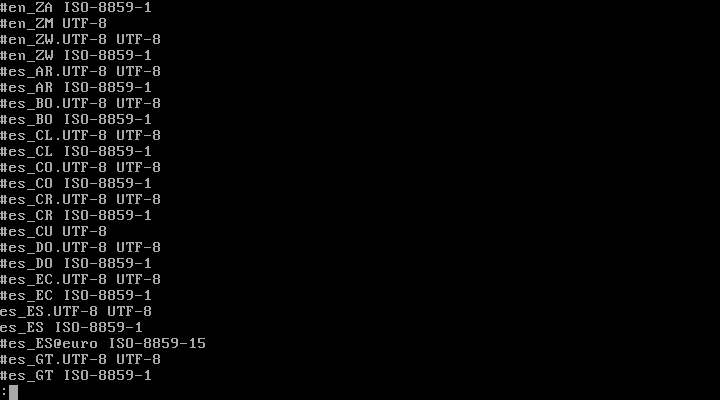 #en_ZA ISO-8859-1
#en_ZM UTF-8
#en_ZW.UTF-8 UTF-8
#en_ZW ISO-8859-1
#es_AR.UTF-8 UTF-8
#es_AR ISO-8859-1
#es_BO.UTF-8 UTF-8
#es_BO ISO-8859-1
#es_CL.UTF-8 UTF-8
#es_CL ISO-8859-1
#es_CO.UTF-8 UTF-8
#es_CO ISO-8859-1
#es_CR.UTF-8 UTF-8
#es_CR ISO-8859-1
#es_CU UTF-8
#es_DO.UTF-8 UTF-8
#es_DO ISO-8859-1
#es_EC.UTF-8 UTF-8
#es_EC ISO-8859-1
es_ES.UTF-8 UTF-8
es_ES ISO-8859-1
#es_ES@euro ISO-8859-15
#es_GT.UTF-8 UTF-8
#es_GT ISO-8859-1
: